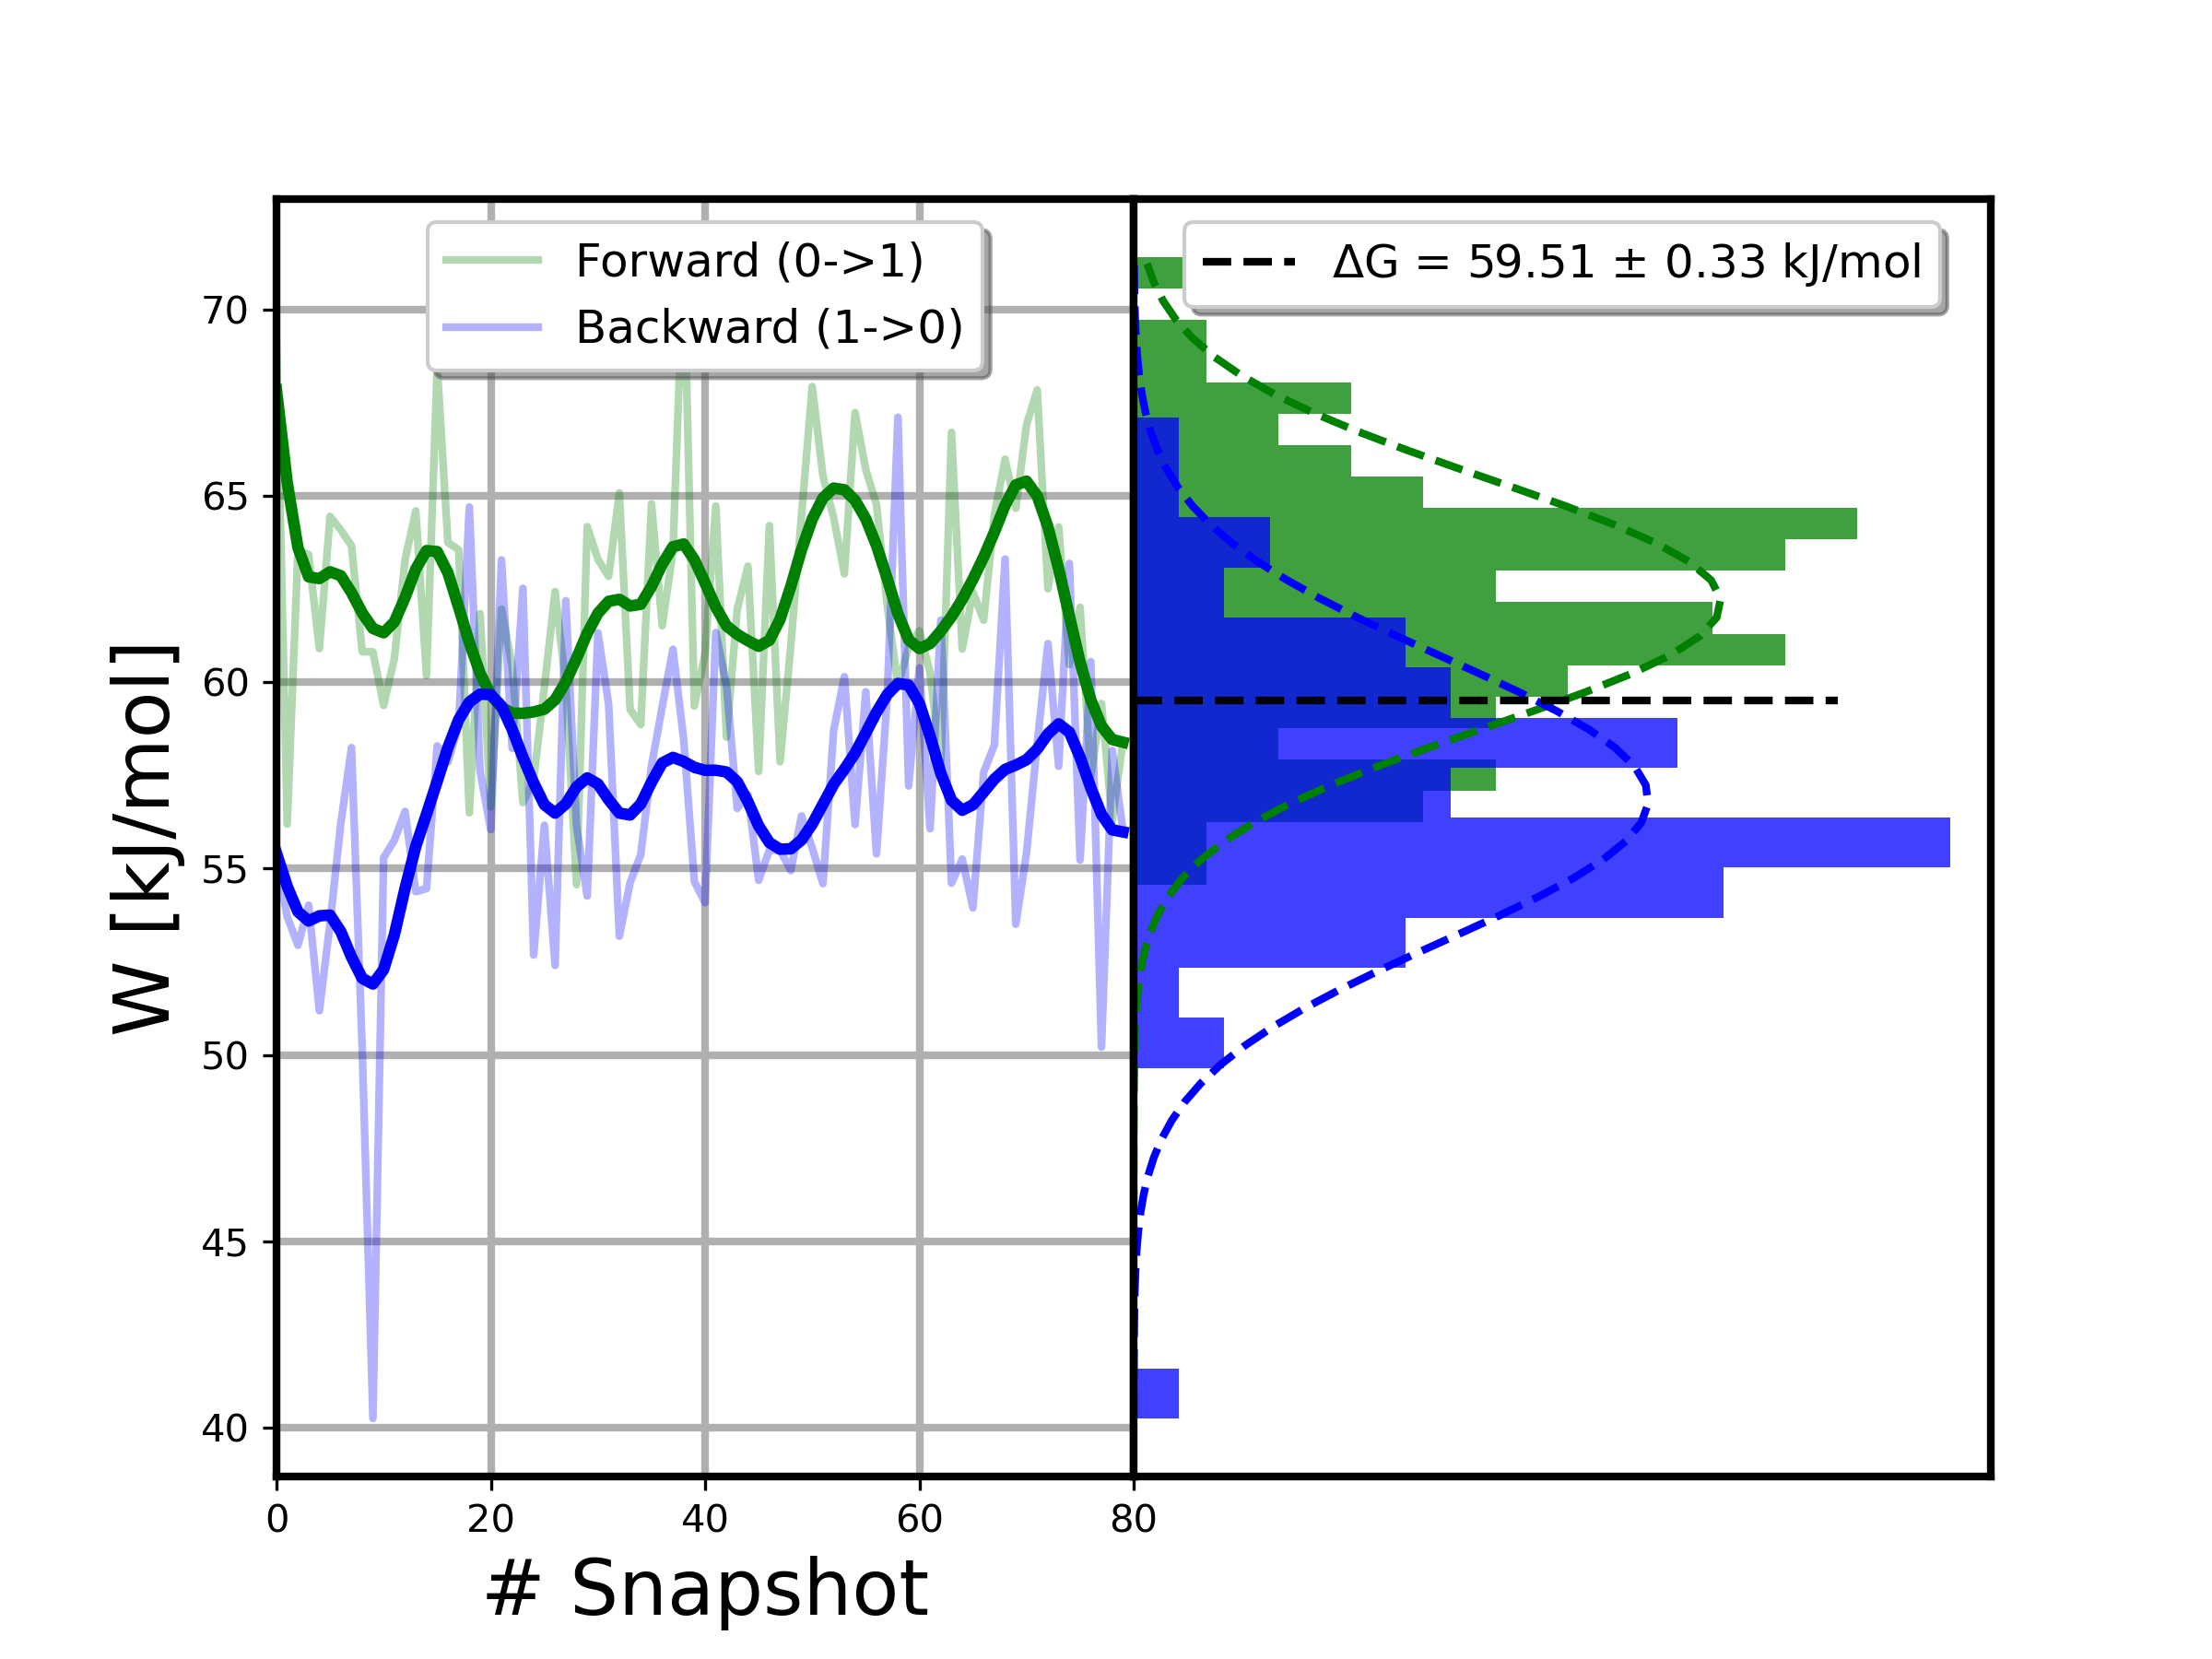 Forward (0->1)
Backward (1->0)
ΔG = 59.51 ± 0.33 kJ/mol
W [kJ/mol]
70
65
60
55
50
45
40
0 20 40 60 80
# Snapshot